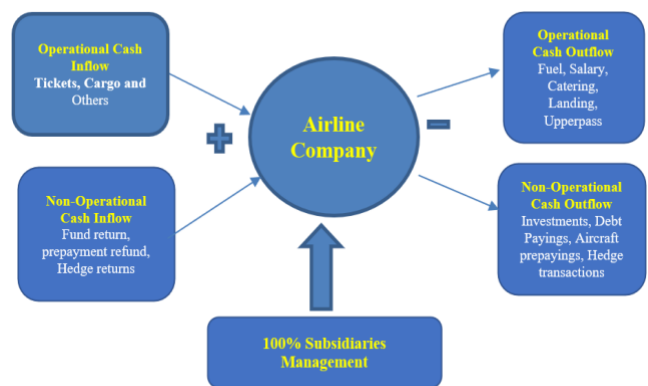 Operational Cash
Inflow
Tickets, Cargo and
Others
Non-Operational
Cash Inflow
Fund return,
prepayment refund,
Hedge returns
+
Airline
Company
-
Operational
Cash Outflow
Fuel, Salary,
Catering,
Landing,
Upperpass
Non-Operational
Cash Outflow
Investments, Debt
Payings, Aircraft
prepayings, Hedge
transactions
100% Subsidiaries
Management